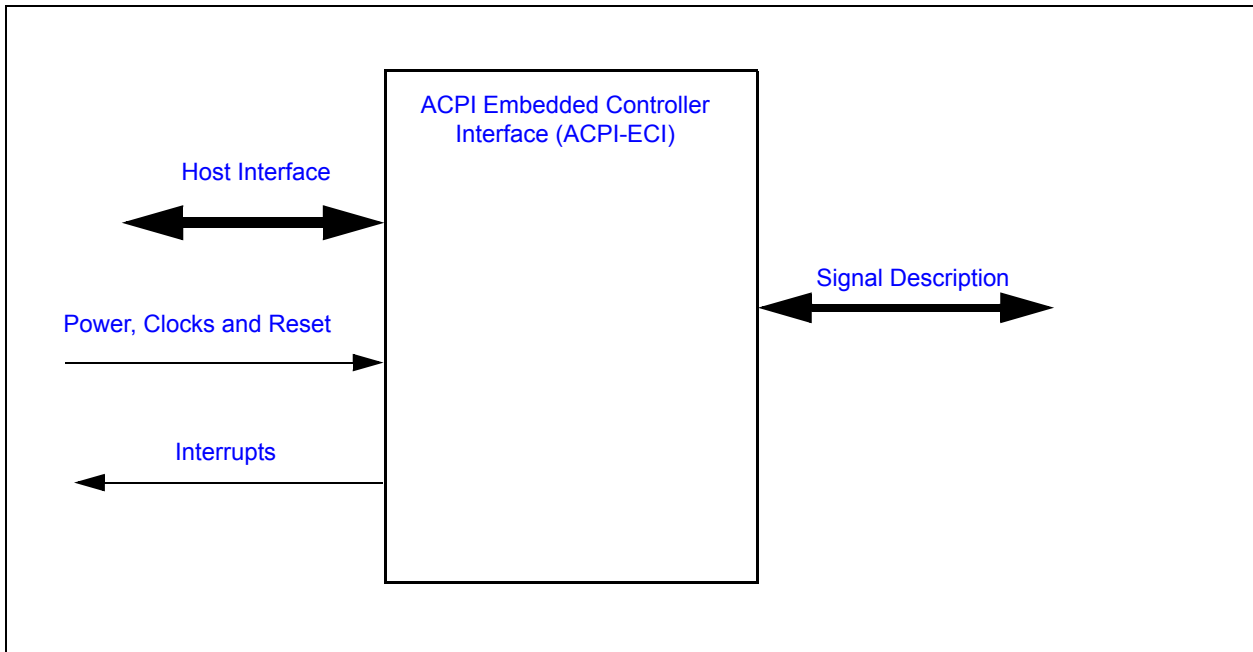 ACPI Embedded Controller
Interface (ACPI-ECI)
Host Interface
Signal Description
Power, Clocks and Reset
Interrupts